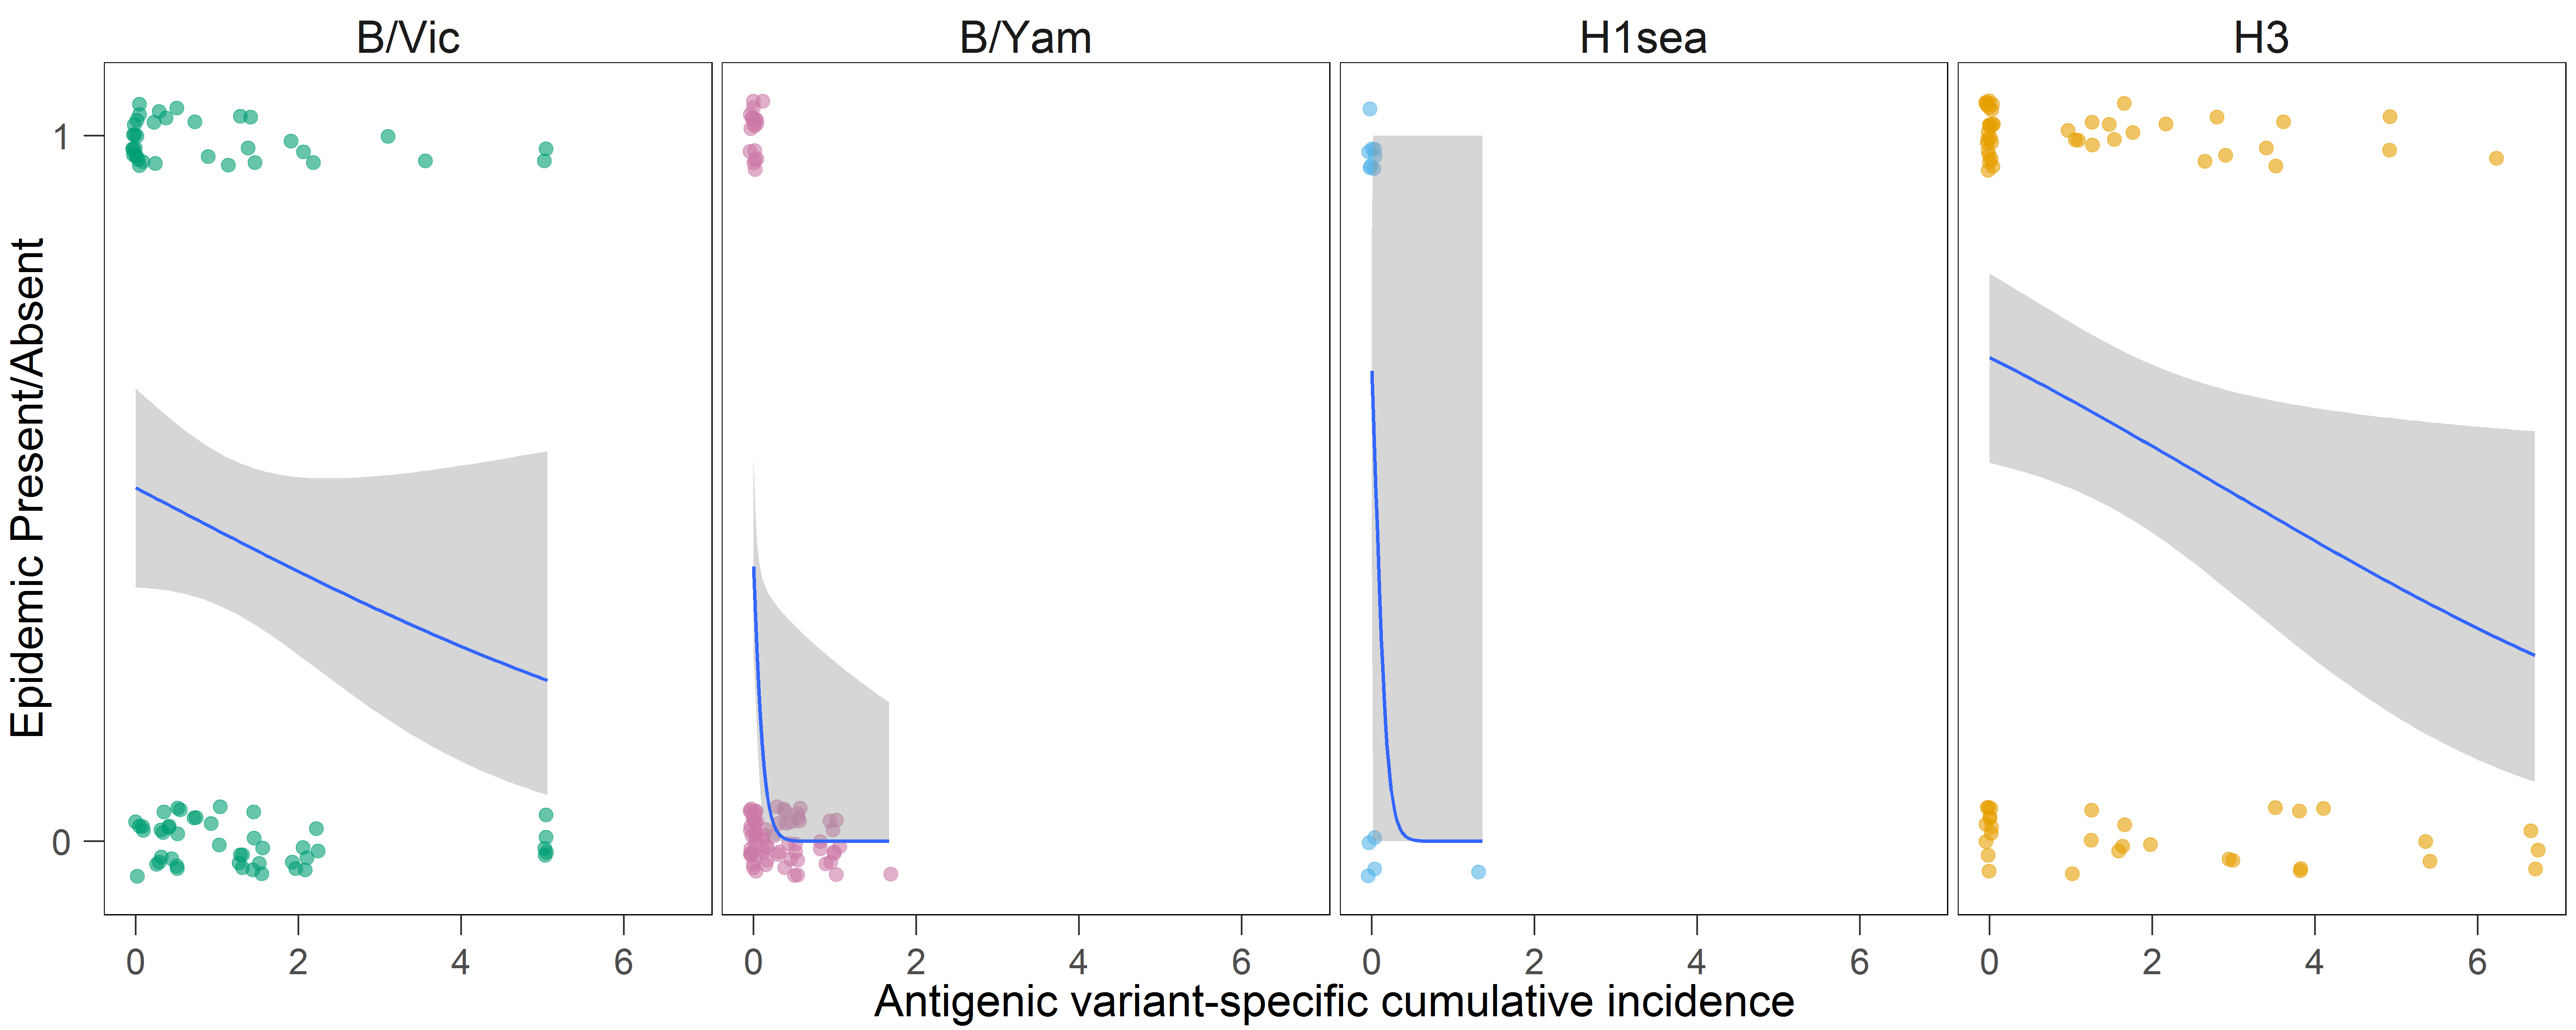 B/Vic B/Yam H1sea H3
Epidemic Present/Absent
1
0
0 2 4 6 0 2 4 6 0 2 4 6 0 2 4 6
Antigenic variant-specific cumulative incidence